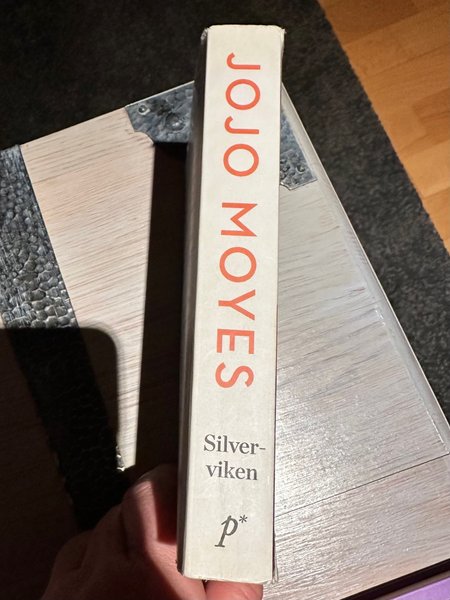 JOJO MOYES
Silver-
viken
p*